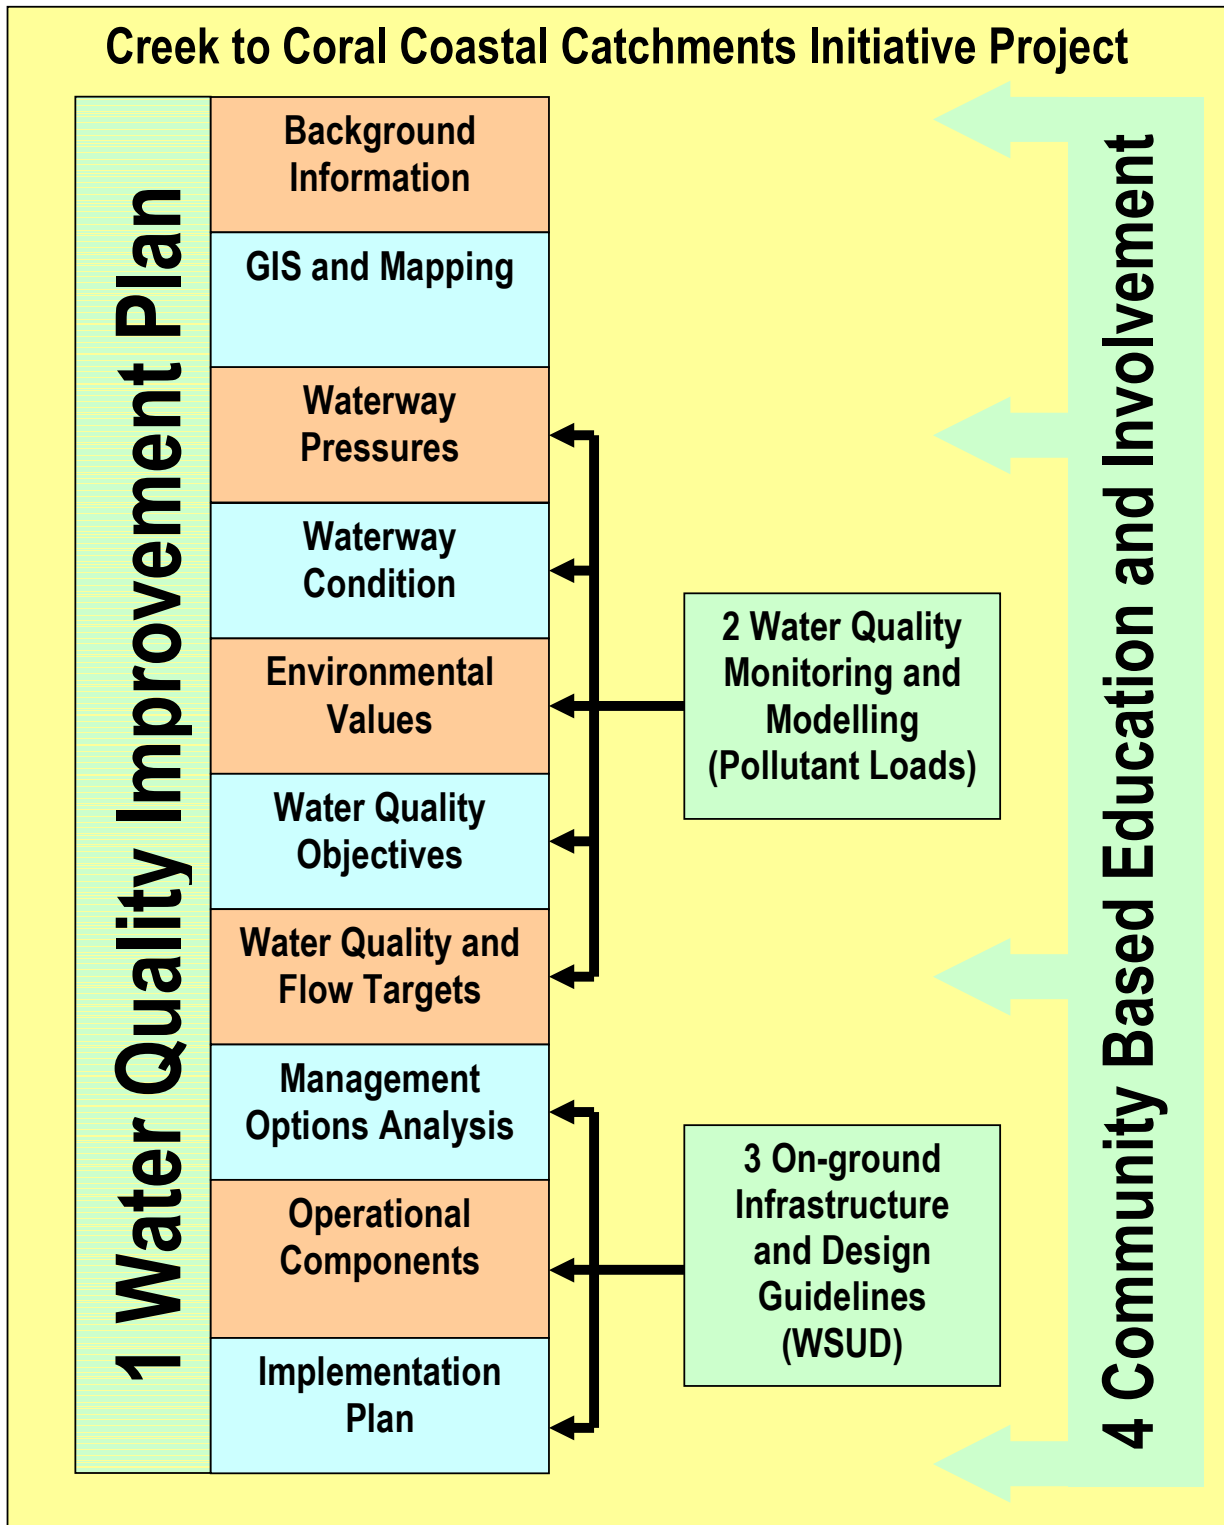 Creek to Coral Coastal Catchments Initiative Project
1 Water Quality Improvement Plan
Background
Information
GIS and Mapping
Waterway
Pressures
Waterway
Condition
Environmental
Values
Water Quality
Objectives
Water Quality and
Flow Targets
Management
Options Analysis
Operational
Components
Implementation
Plan
2 Water Quality
Monitoring and
Modelling
(Pollutant Loads)
3 On-ground
Infrastructure
and Design
Guidelines
(WSUD)
4 Community Based Education and Involvement